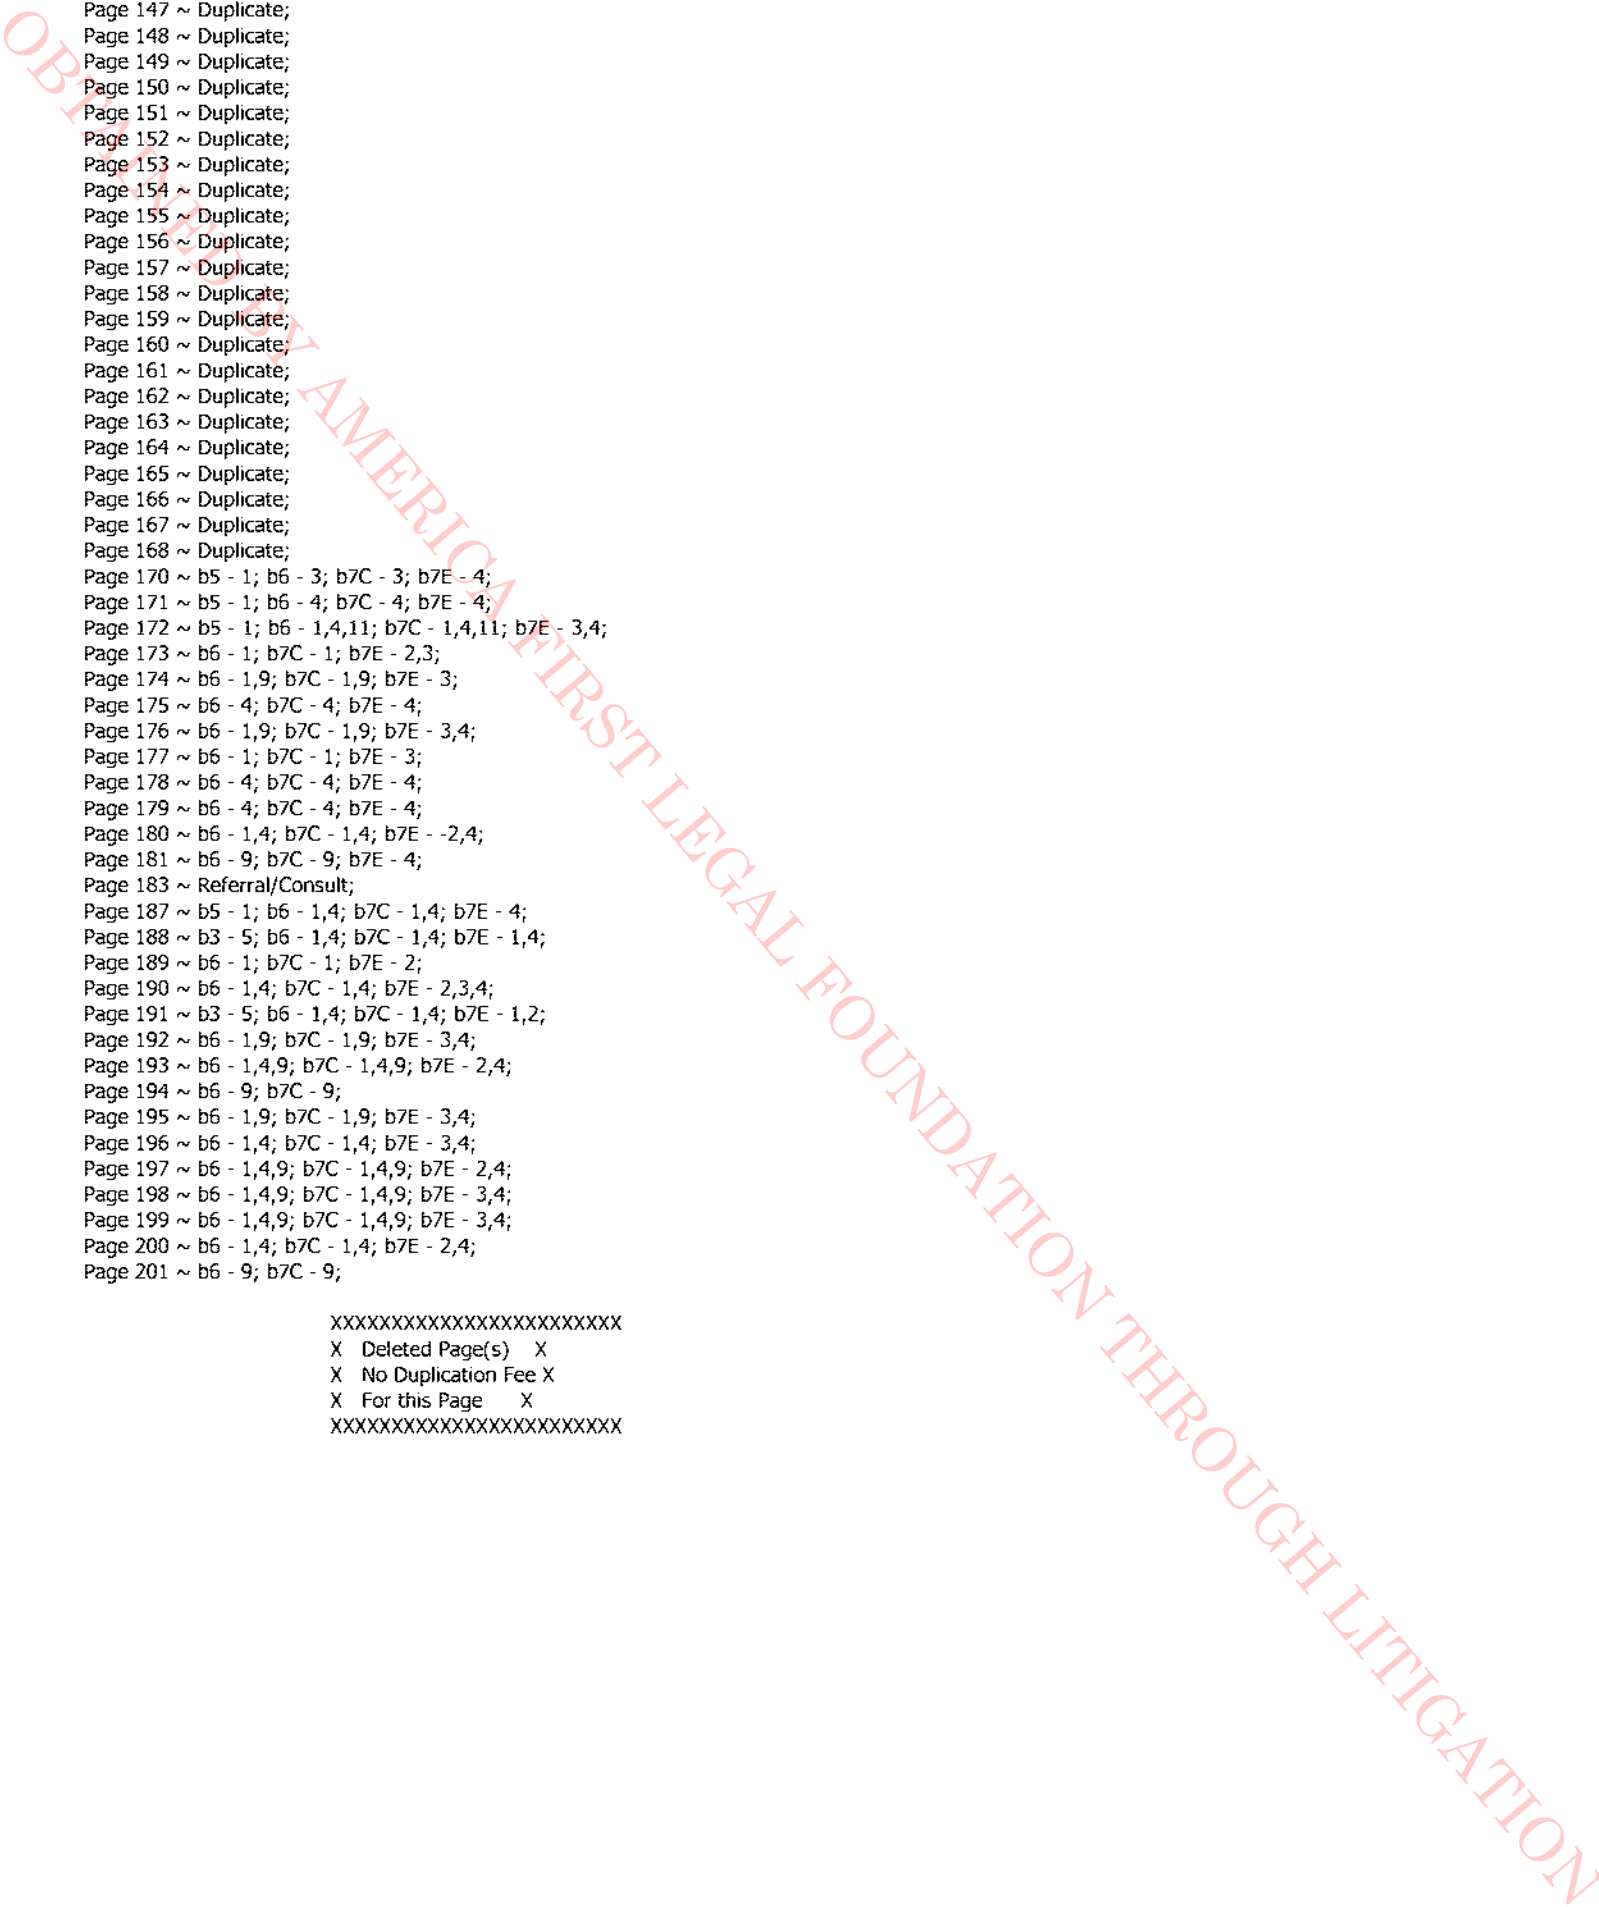 Page 147 ~ Duplicate;
Page 148 ~ Duplicate;
Page 149 ~ Duplicate;
Page 150 ~ Duplicate;
Page 151 ~ Duplicate;
Page 152 ~ Duplicate;
Page 153 ~ Duplicate;
Page 154 ~ Duplicate;
Page 155 ~ Duplicate;
Page 156 ~ Duplicate;
Page 157 ~ Duplicate;
Page 158 ~ Duplicate;
Page 159 ~ Duplicate;
Page 160 ~ Duplicate;
Page 161 ~ Duplicate;
Page 162 ~ Duplicate;
Page 163 ~ Duplicate;
Page 164 ~ Duplicate;
Page 165 ~ Duplicate;
Page 166 ~ Duplicate;
Page 167 ~ Duplicate;
Page 168 ~ Duplicate;
Page 170 ~ b5 - 1; b6 - 3; b7C - 3; b7E - 4;
Page 171 ~ b5 - 1; b6 - 4; b7C - 4; b7E - 4;
Page 172 ~ b5 - 1; b6 - 1,4,11; b7C - 1,4,11; b7E - 3,4;
Page 173 ~ b6 - 1; b7C - 1; b7E - 2,3;
Page 174 ~ b6 - 1,9; b7C - 1,9; b7E - 3;
Page 175 ~ b6 - 4; b7C - 4; b7E - 4;
Page 176 ~ b6 - 1,9; b7C - 1,9; b7E - 3,4;
Page 177 ~ b6 - 1; b7C - 1; b7E - 3;
Page 178 ~ b6 - 4; b7C - 4; b7E - 4;
Page 179 ~ b6 - 4; b7C - 4; b7E - 4;
Page 180 ~ b6 - 1,4; b7C - 1,4; b7E - -2,4;
Page 181 ~ b6 - 9; b7C - 9; b7E - 4;
Page 183 ~ Referral/Consult;
Page 187 ~ b5 - 1; b6 - 1,4; b7C - 1,4; b7E - 4;
Page 188 ~ b3 - 5; b6 - 1,4; b7C - 1,4; b7E - 1,4;
Page 189 ~ b6 - 1; b7C - 1; b7E - 2;
Page 190 ~ b6 - 1,4; b7C - 1,4; b7E - 2,3,4;
Page 191 ~ b3 - 5; b6 - 1,4; b7C - 1,4; b7E - 1,2;
Page 192 ~ b6 - 1,9; b7C - 1,9; b7E - 3,4;
Page 193 ~ b6 - 1,4,9; b7C - 1,4,9; b7E - 2,4;
Page 194 ~ b6 - 9; b7C - 9;
Page 195 ~ b6 - 1,9; b7C - 1,9; b7E - 3,4;
Page 196 ~ b6 - 1,4; b7C - 1,4; b7E - 3,4;
Page 197 ~ b6 - 1,4,9; b7C - 1,4,9; b7E - 2,4;
Page 198 ~ b6 - 1,4,9; b7C - 1,4,9; b7E - 3,4;
Page 199 ~ b6 - 1,4,9; b7C - 1,4,9; b7E - 3,4;
Page 200 ~ b6 - 1,4; b7C - 1,4; b7E - 2,4;
Page 201 ~ b6 - 9; b7C - 9;
XXXXXXXXXXXXXXXXXXXXXXXX
X Deleted Page(s) X
X No Duplication Fee X
X For this Page X
XXXXXXXXXXXXXXXXXXXXXXXX
OBTAINED BY AMERICA FIRST LEGAL FOUNDATION THROUGH LITIGATION